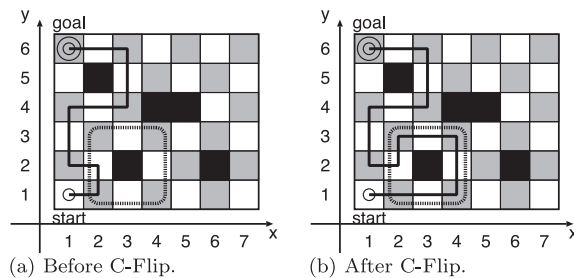 y goal y goal
6 6
5 5
4 4
3 3
2 2
1 1
start x start x
1 2 3 4 5 6 7 1 2 3 4 5 6 7
(a) Before C-Flip. (b) After C-Flip.